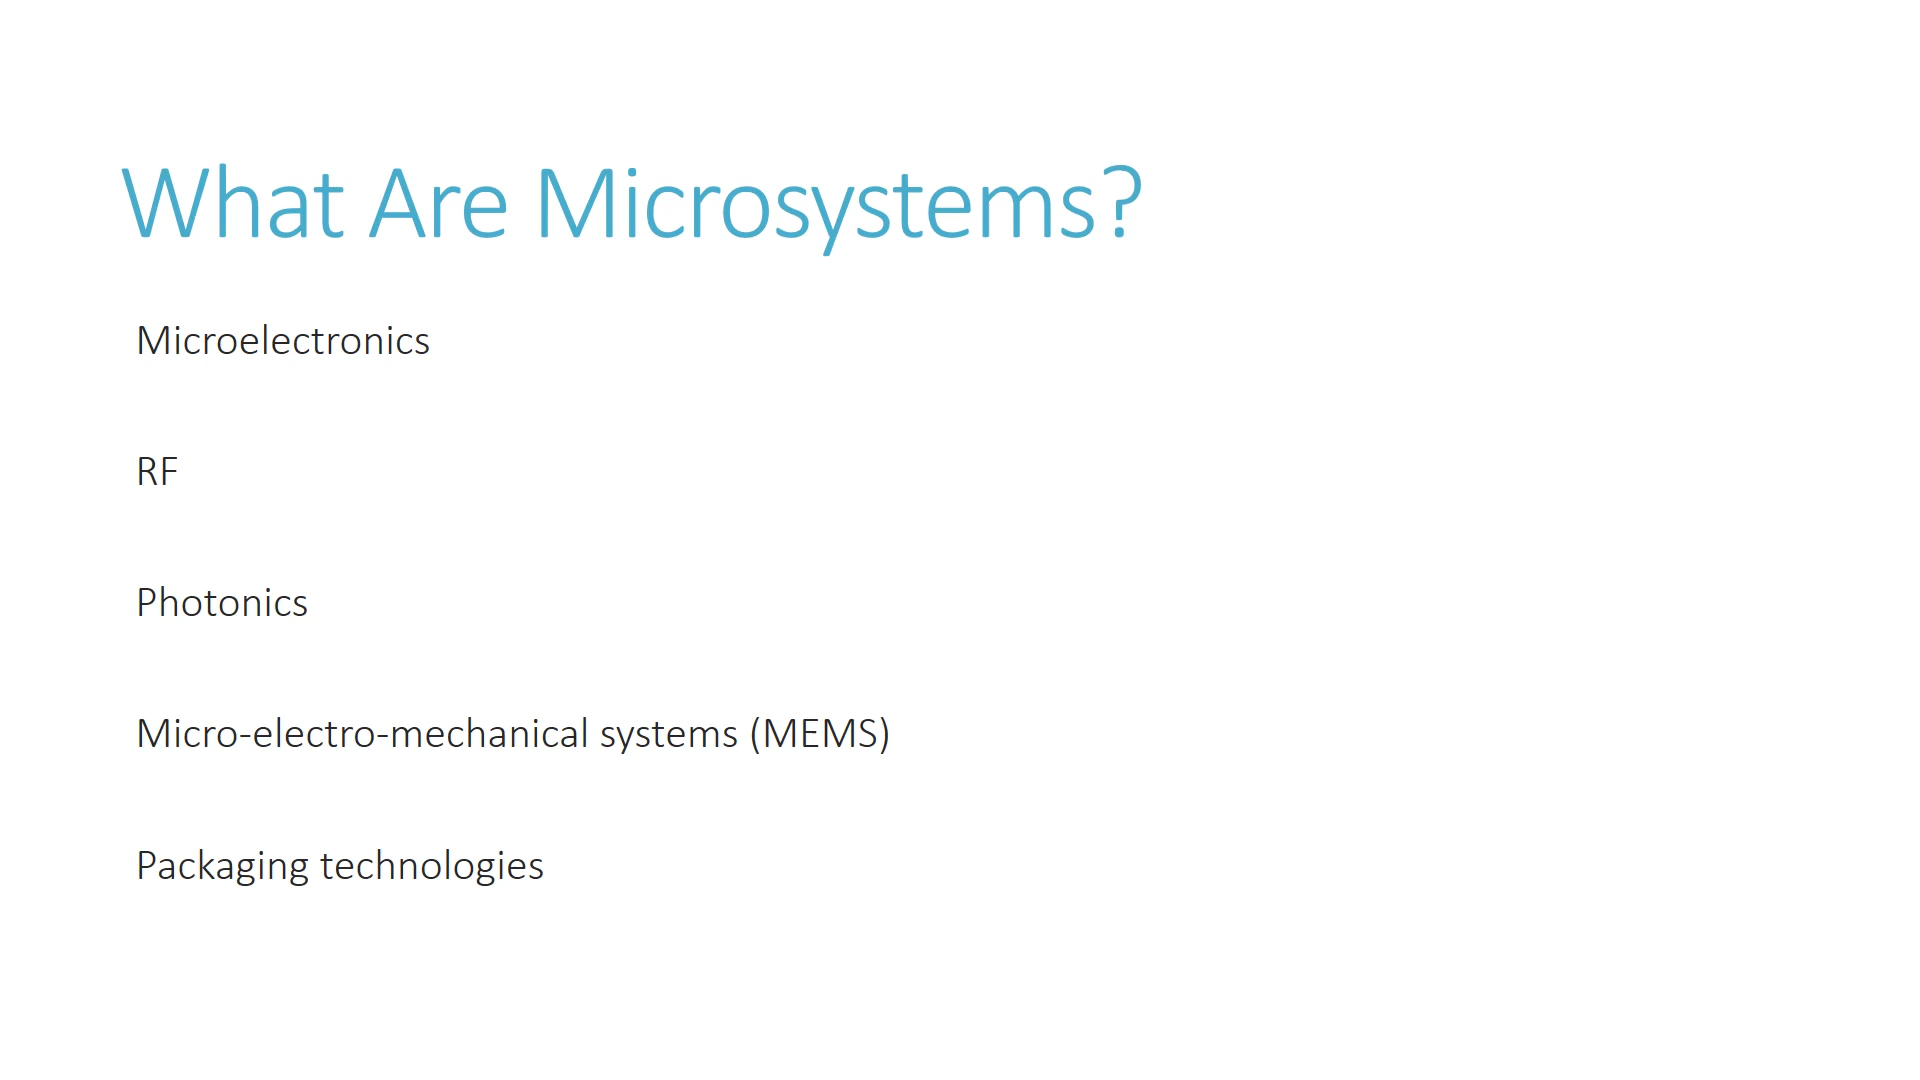 What Are Microsystems?
Microelectronics
RF
Photonics
Micro-electro-mechanical systems (MEMS)
Packaging technologies